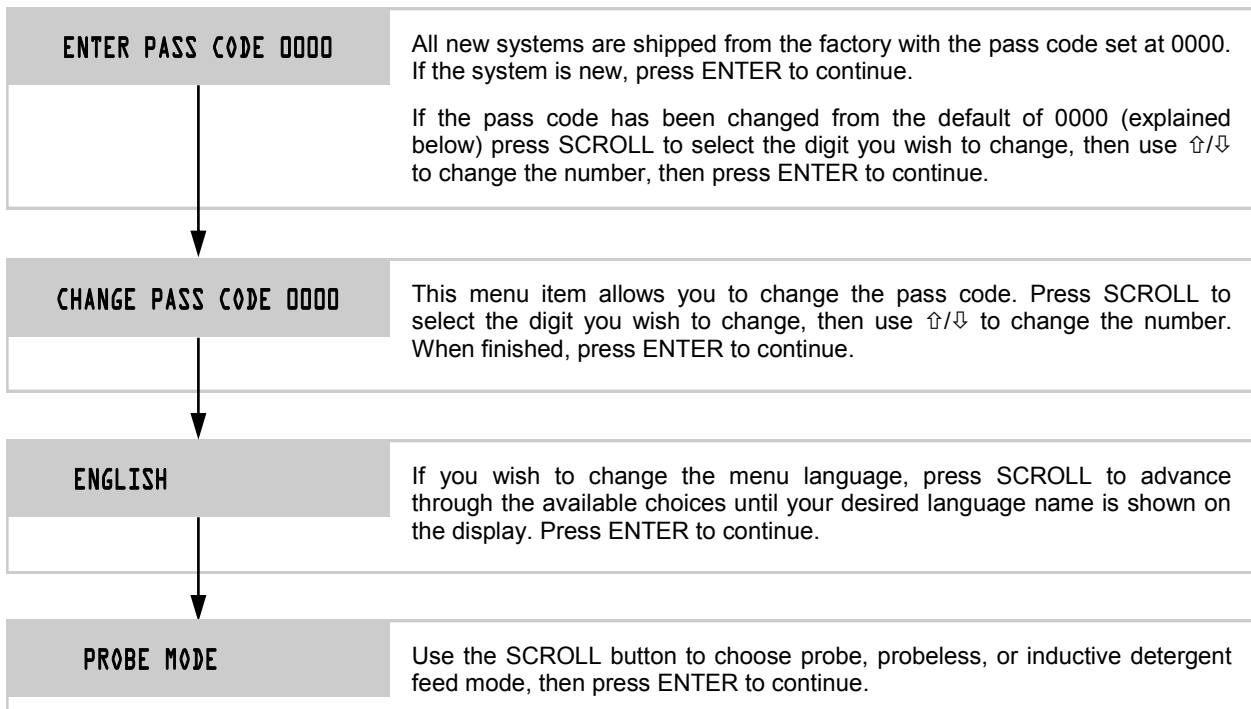 ENTER PASS CODE 0000
All new systems are shipped from the factory with the pass code set at 0000.
If the system is new, press ENTER to continue.
If the pass code has been changed from the default of 0000 (explained
below) press SCROLL to select the digit you wish to change, then use ⇧/⇩
to change the number, then press ENTER to continue.
CHANGE PASS CODE 0000
This menu item allows you to change the pass code. Press SCROLL to
select the digit you wish to change, then use ⇧/⇩ to change the number.
When finished, press ENTER to continue.
ENGLISH
If you wish to change the menu language, press SCROLL to advance
through the available choices until your desired language name is shown on
the display. Press ENTER to continue.
PROBE MODE
Use the SCROLL button to choose probe, probeless, or inductive detergent
feed mode, then press ENTER to continue.